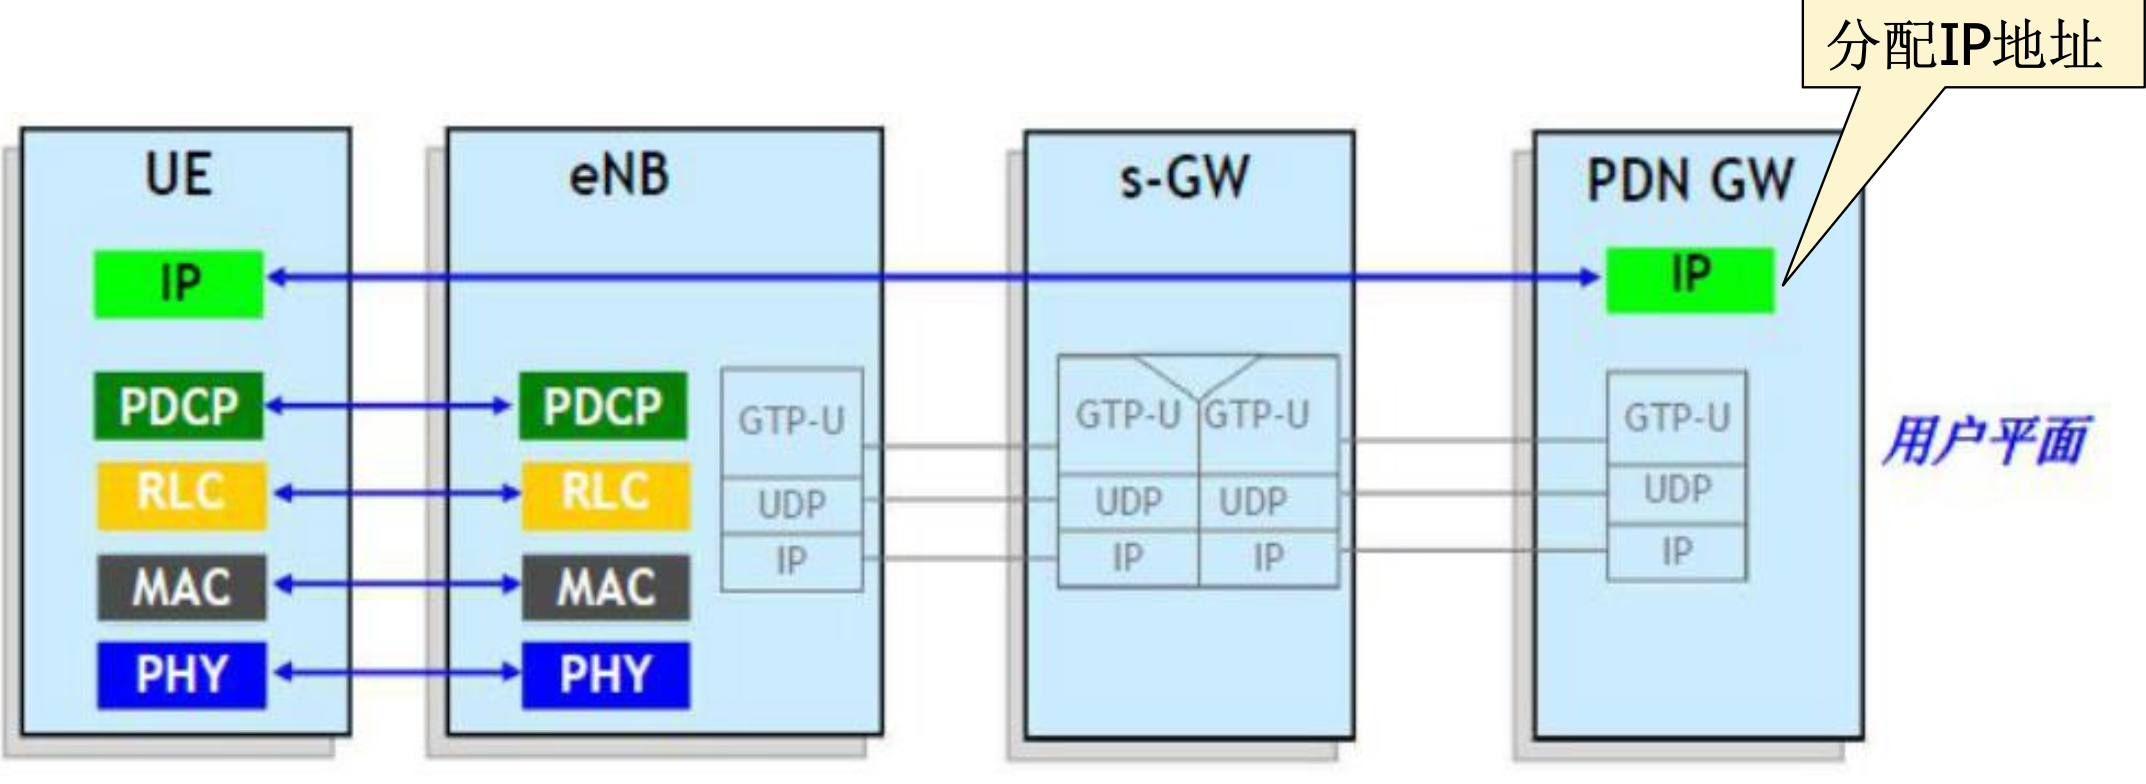 分配IP地址
UE
eNB
s-GW
PDN GW
IP
IP
PDCP
PDCP
GTP-U
GTP-U
GTP-U
GTP-U
用户平面
RLC
RLC
UDP
UDP
UDP
UDP
MAC
MAC
IP
IP
IP
IP
PHY
PHY